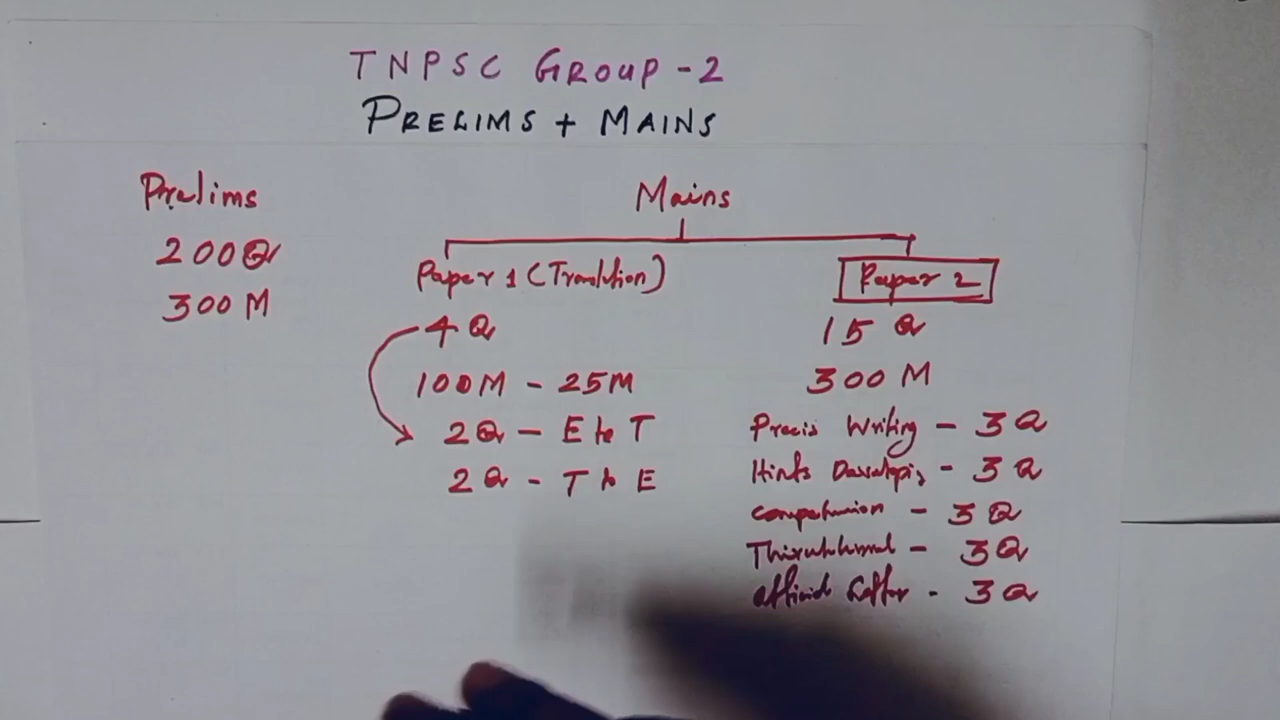 TNPSC GROUP-2
PRELIMS + MAINS
Prelims
200Q
300 M
Mains
Paper 1 (Translation)
4 Q
100M - 25M
2Q - E to T
2Q - T to E
Paper 2
15 Q
300 M
Precis Writing - 3Q
Hints Developing - 3Q
comprehension - 3Q
Thirukkural - 3Q
official Letter - 3Q